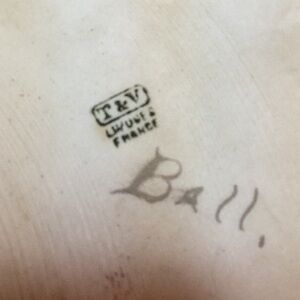 T & V
LIMOGES
FRANCE
Ball.